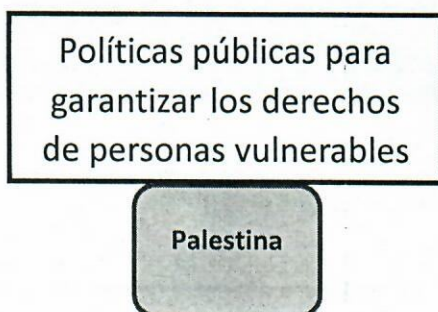 Políticas públicas para
garantizar los derechos
de personas vulnerables
Palestina